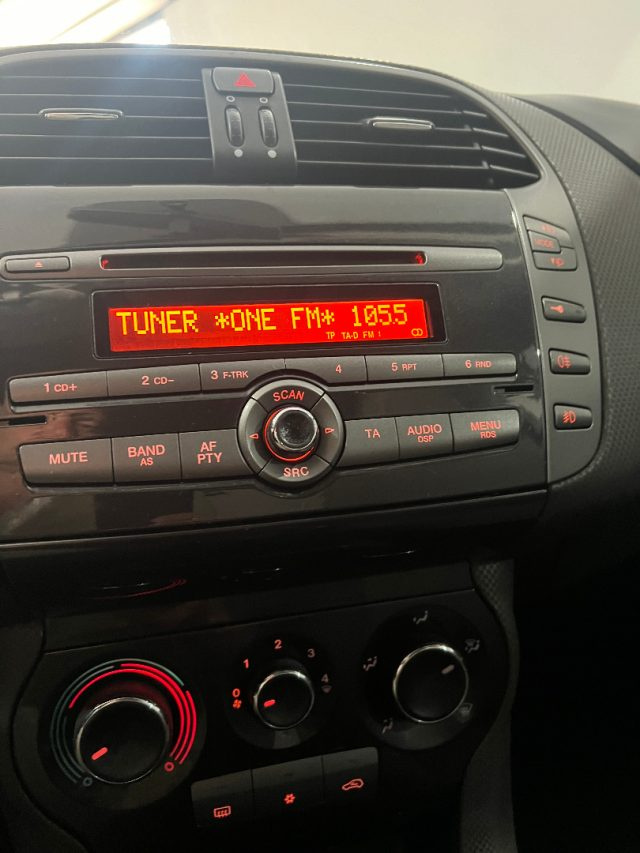 TUNER *ONE FM* 105.5
TP TA-D FM 1 CD
1 CD+ 2 CD- 3 F-TRK 4 5 RPT 6 RND
SCAN
MUTE BAND AS AF PTY SRC TA AUDIO DSP MENU RDS
MODE
0 1 2 3 4